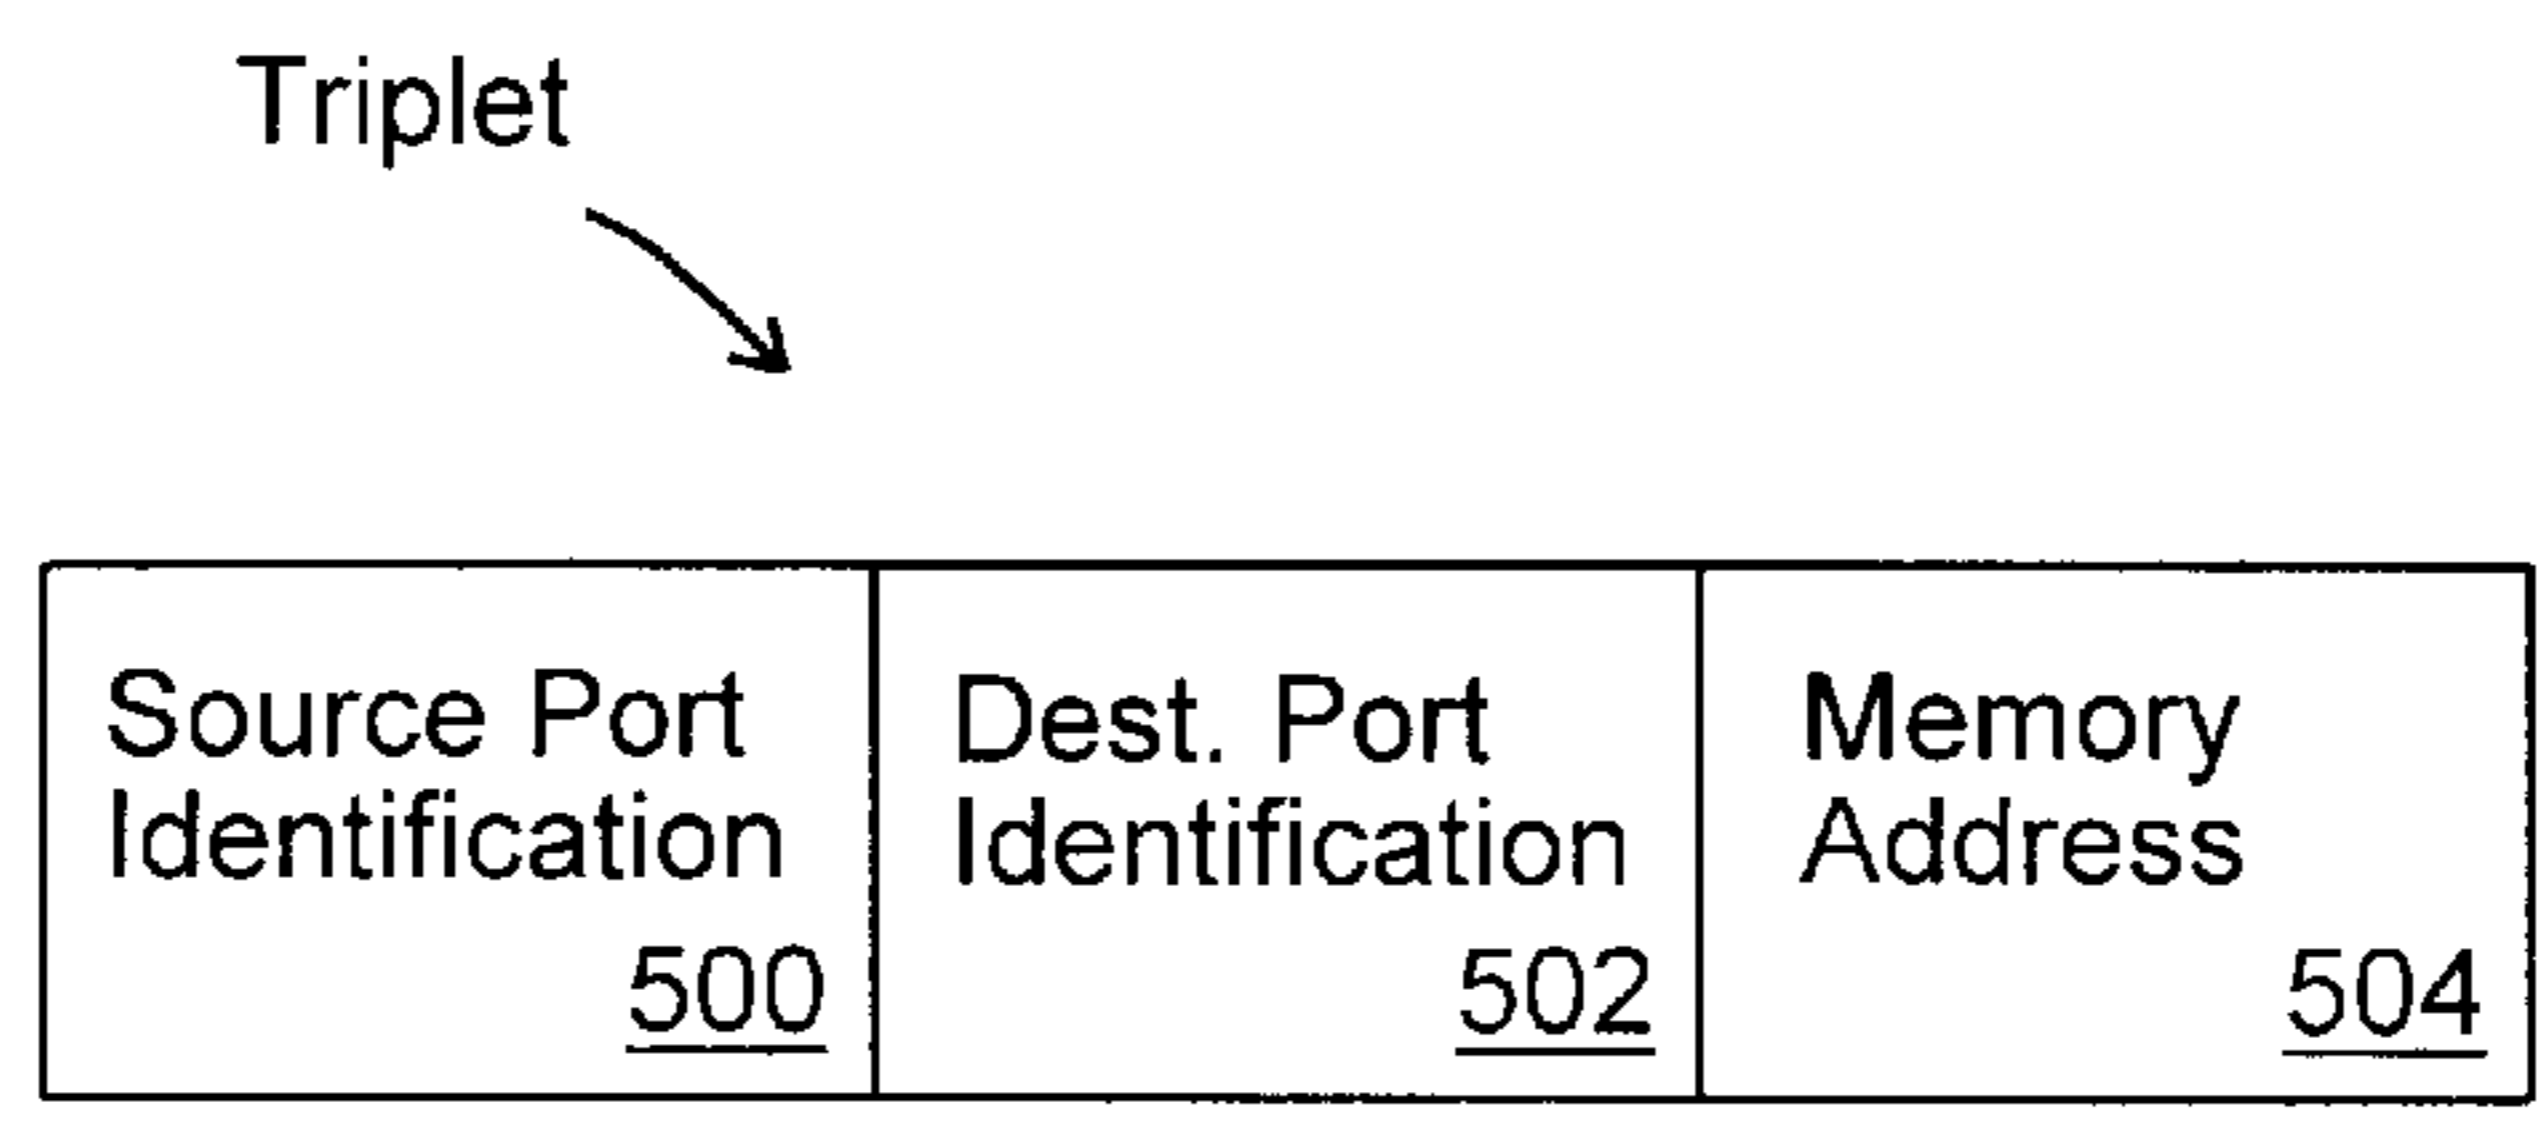 Triplet
Source Port
Identification
500
Dest. Port
Identification
502
Memory
Address
504